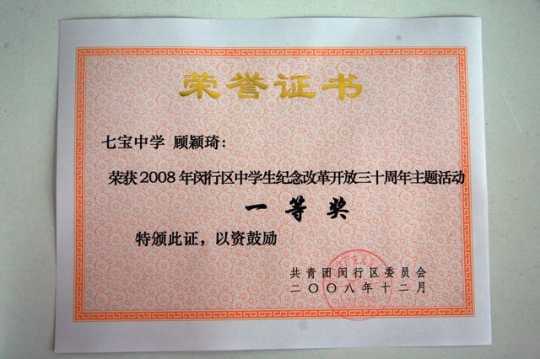 荣誉证书
七宝中学 顾颖琦：
荣获2008年闵行区中学生纪念改革开放三十周年主题活动
一等奖
特颁此证，以资鼓励
共青团闵行区委员会
二〇〇八年十二月